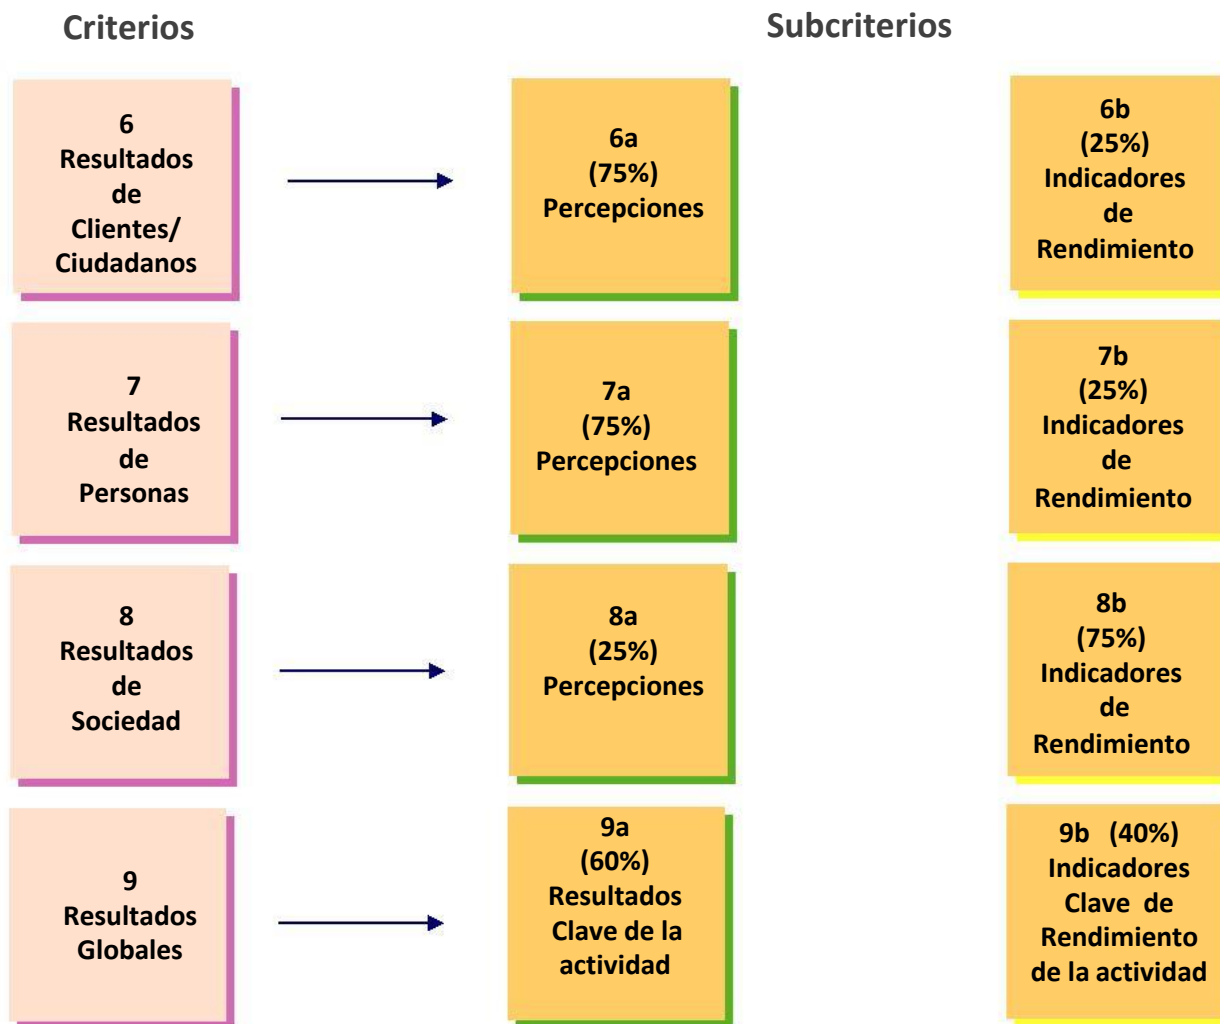 Criterios
Subcriterios
6
Resultados
de
Clientes/
Ciudadanos
6a
(75%)
Percepciones
6b
(25%)
Indicadores
de
Rendimiento
7
Resultados
de
Personas
7a
(75%)
Percepciones
7b
(25%)
Indicadores
de
Rendimiento
8
Resultados
de
Sociedad
8a
(25%)
Percepciones
8b
(75%)
Indicadores
de
Rendimiento
9
Resultados
Globales
9a
(60%)
Resultados
Clave de la
actividad
9b (40%)
Indicadores
Clave de
Rendimiento
de la actividad